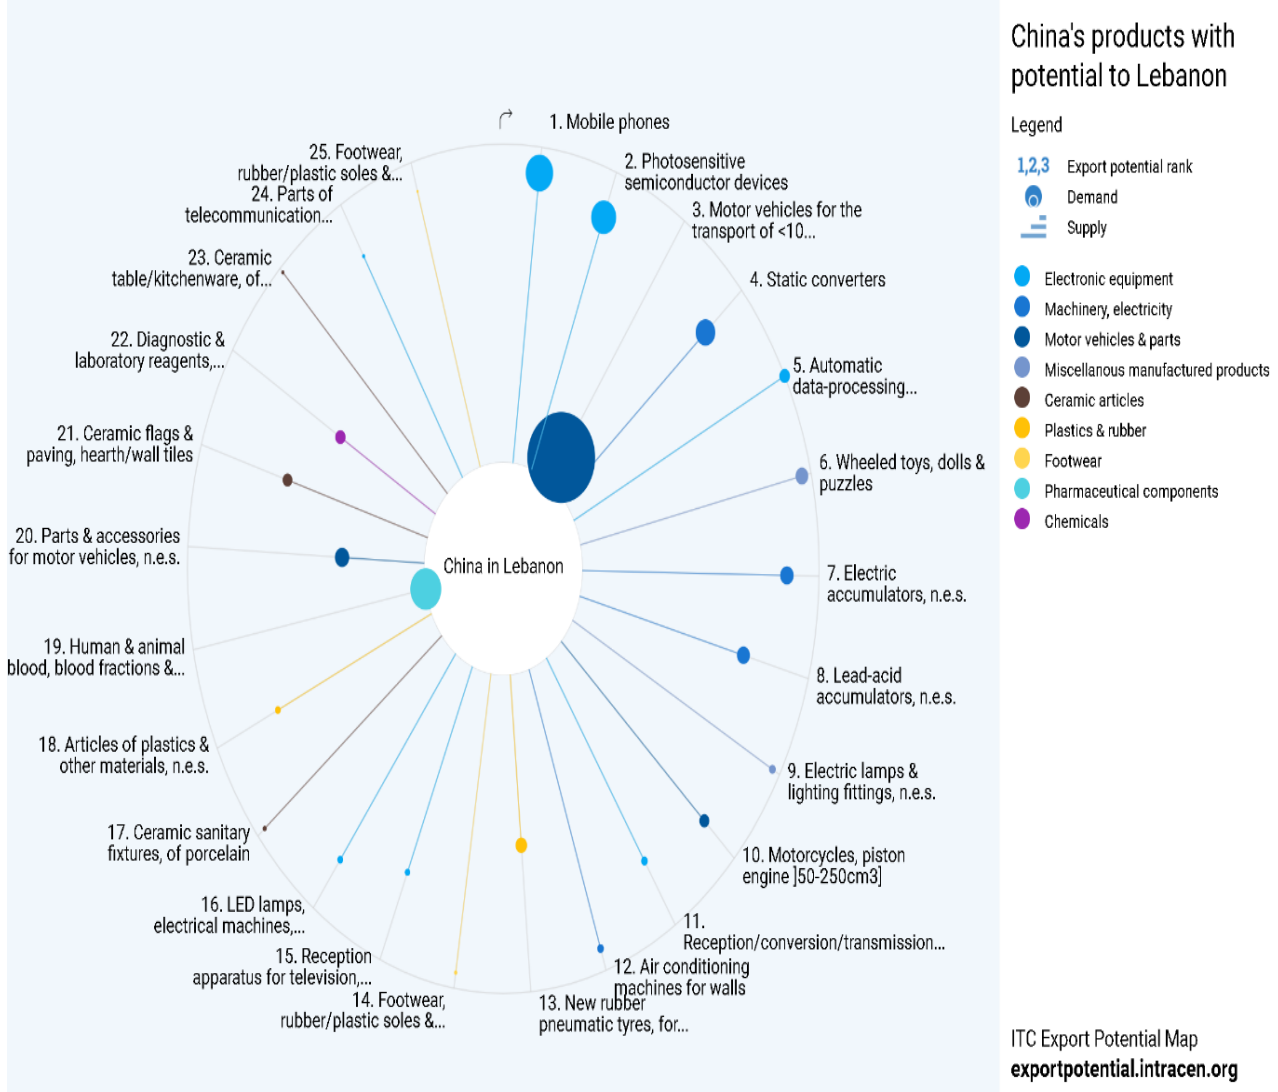 1. Mobile phones
2. Photosensitive
semiconductor devices
3. Motor vehicles for the
transport of <10...
4. Static converters
5. Automatic
data-processing...
6. Wheeled toys, dolls &
puzzles
7. Electric
accumulators, n.e.s.
8. Lead-acid
accumulators, n.e.s.
9. Electric lamps &
lighting fittings, n.e.s.
10. Motorcycles, piston
engine ]50-250cm3]
11.
Reception/conversion/transmission...
12. Air conditioning
machines for walls
13. New rubber
pneumatic tyres, for...
14. Footwear,
rubber/plastic soles &...
15. Reception
apparatus for television,...
16. LED lamps,
electrical machines,...
17. Ceramic sanitary
fixtures, of porcelain
18. Articles of plastics &
other materials, n.e.s.
19. Human & animal
blood, blood fractions &...
20. Parts & accessories
for motor vehicles, n.e.s.
21. Ceramic flags &
paving, hearth/wall tiles
22. Diagnostic &
laboratory reagents,...
23. Ceramic
table/kitchenware, of...
24. Parts of
telecommunication...
25. Footwear,
rubber/plastic soles &...
China in Lebanon
China's products with
potential to Lebanon
Legend
1,2,3 Export potential rank
Demand
Supply
Electronic equipment
Machinery, electricity
Motor vehicles & parts
Miscellanous manufactured products
Ceramic articles
Plastics & rubber
Footwear
Pharmaceutical components
Chemicals
ITC Export Potential Map
exportpotential.intracen.org